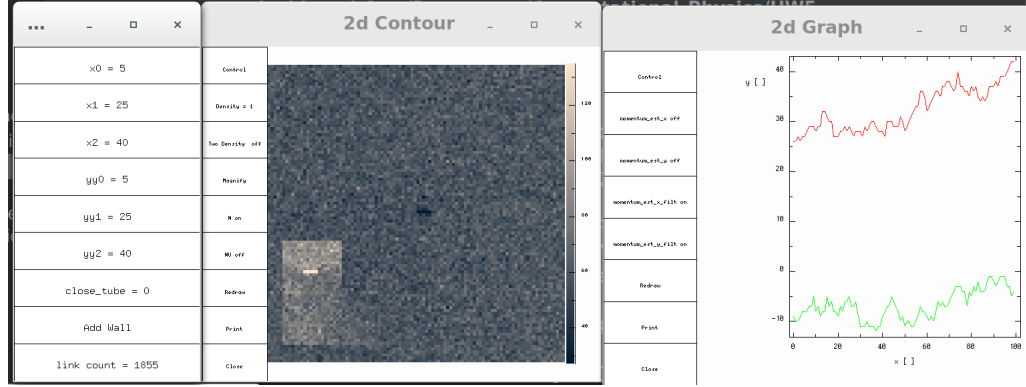 ...
x0 = 5
x1 = 25
x2 = 40
yy0 = 5
yy1 = 25
yy2 = 40
close_tube = 0
Add Wall
link count = 1855
2d Contour
Control
Density = 1
Two Density off
Magnify
N on
NU off
Redraw
Print
Close
120
100
80
60
40
2d Graph
Control
momentum_est_x off
momentum_est_y off
momentum_est_x_filt on
momentum_est_y_filt on
Redraw
Print
Close
y [ ]
40
30
20
10
0
-10
0 20 40 60 80 100
x [ ]